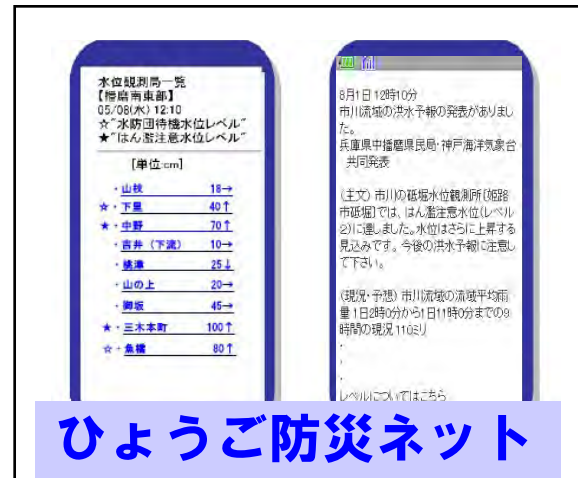 水位観測局一覧
【播磨南東部】
05/08(木) 12:10
☆"水防団待機水位レベル"
★"はん濫注意水位レベル"
[単位:cm]
・山枝 18→
☆・下里 40↑
★・中野 70↑
・吉井（下流） 10→
・横津 25↓
・山の上 20→
・御坂 45→
★・三木本町 100↑
☆・魚橋 80↑
8月1日12時10分
市川流域の洪水予報の発表がありまし
た。
兵庫県中播磨県民局・神戸海洋気象台
共同発表
(主文) 市川の砥堀水位観測所[姫路
市砥堀]では、はん濫注意水位(レベル
2)に達しました。水位はさらに上昇する
見込みです。今後の洪水予報に注意し
て下さい。
(現況・予想) 市川流域の流域平均雨
量 1日2時0分から1日11時0分までの9
時間の現況 110ミリ
・
・
・
レベルについてはこちら
ひょうご防災ネット